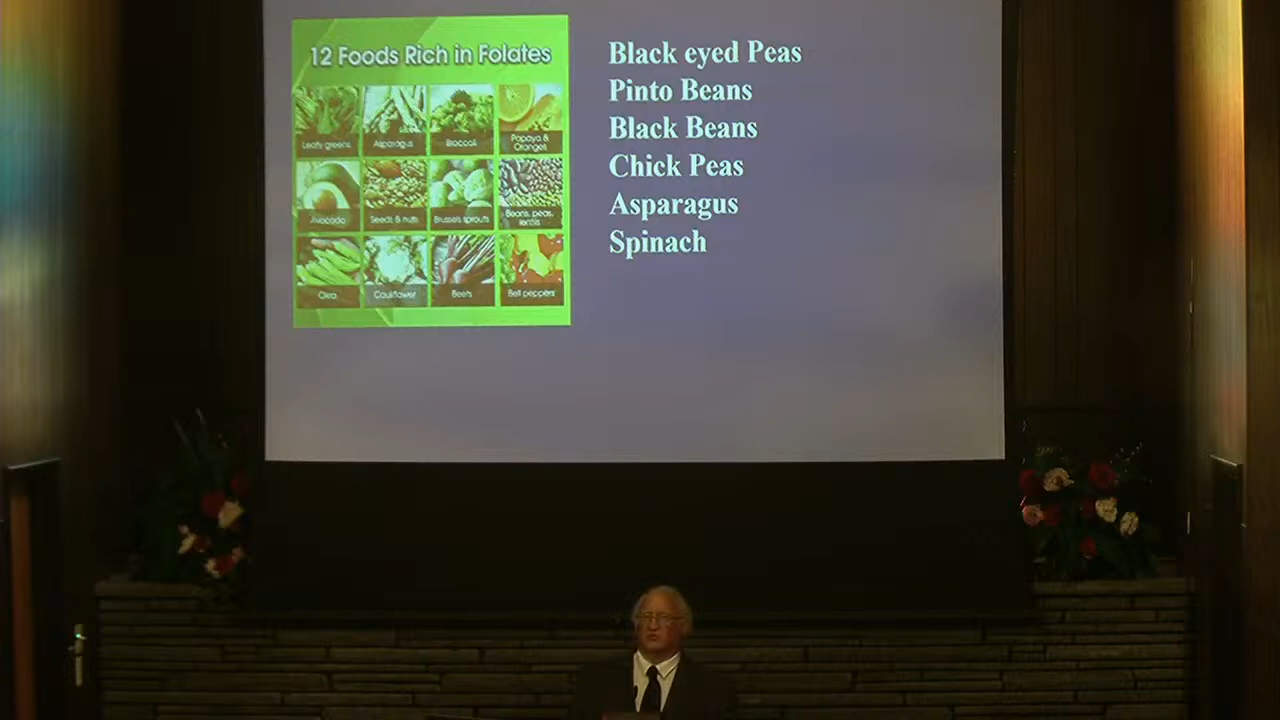 12 Foods Rich in Folates
Leafy greens
Asparagus
Broccoli
Papaya &
Oranges
Avocado
Seeds & nuts
Brussels sprouts
Beans, peas,
lentils
Okra
Cauliflower
Beets
Bell peppers
Black eyed Peas
Pinto Beans
Black Beans
Chick Peas
Asparagus
Spinach